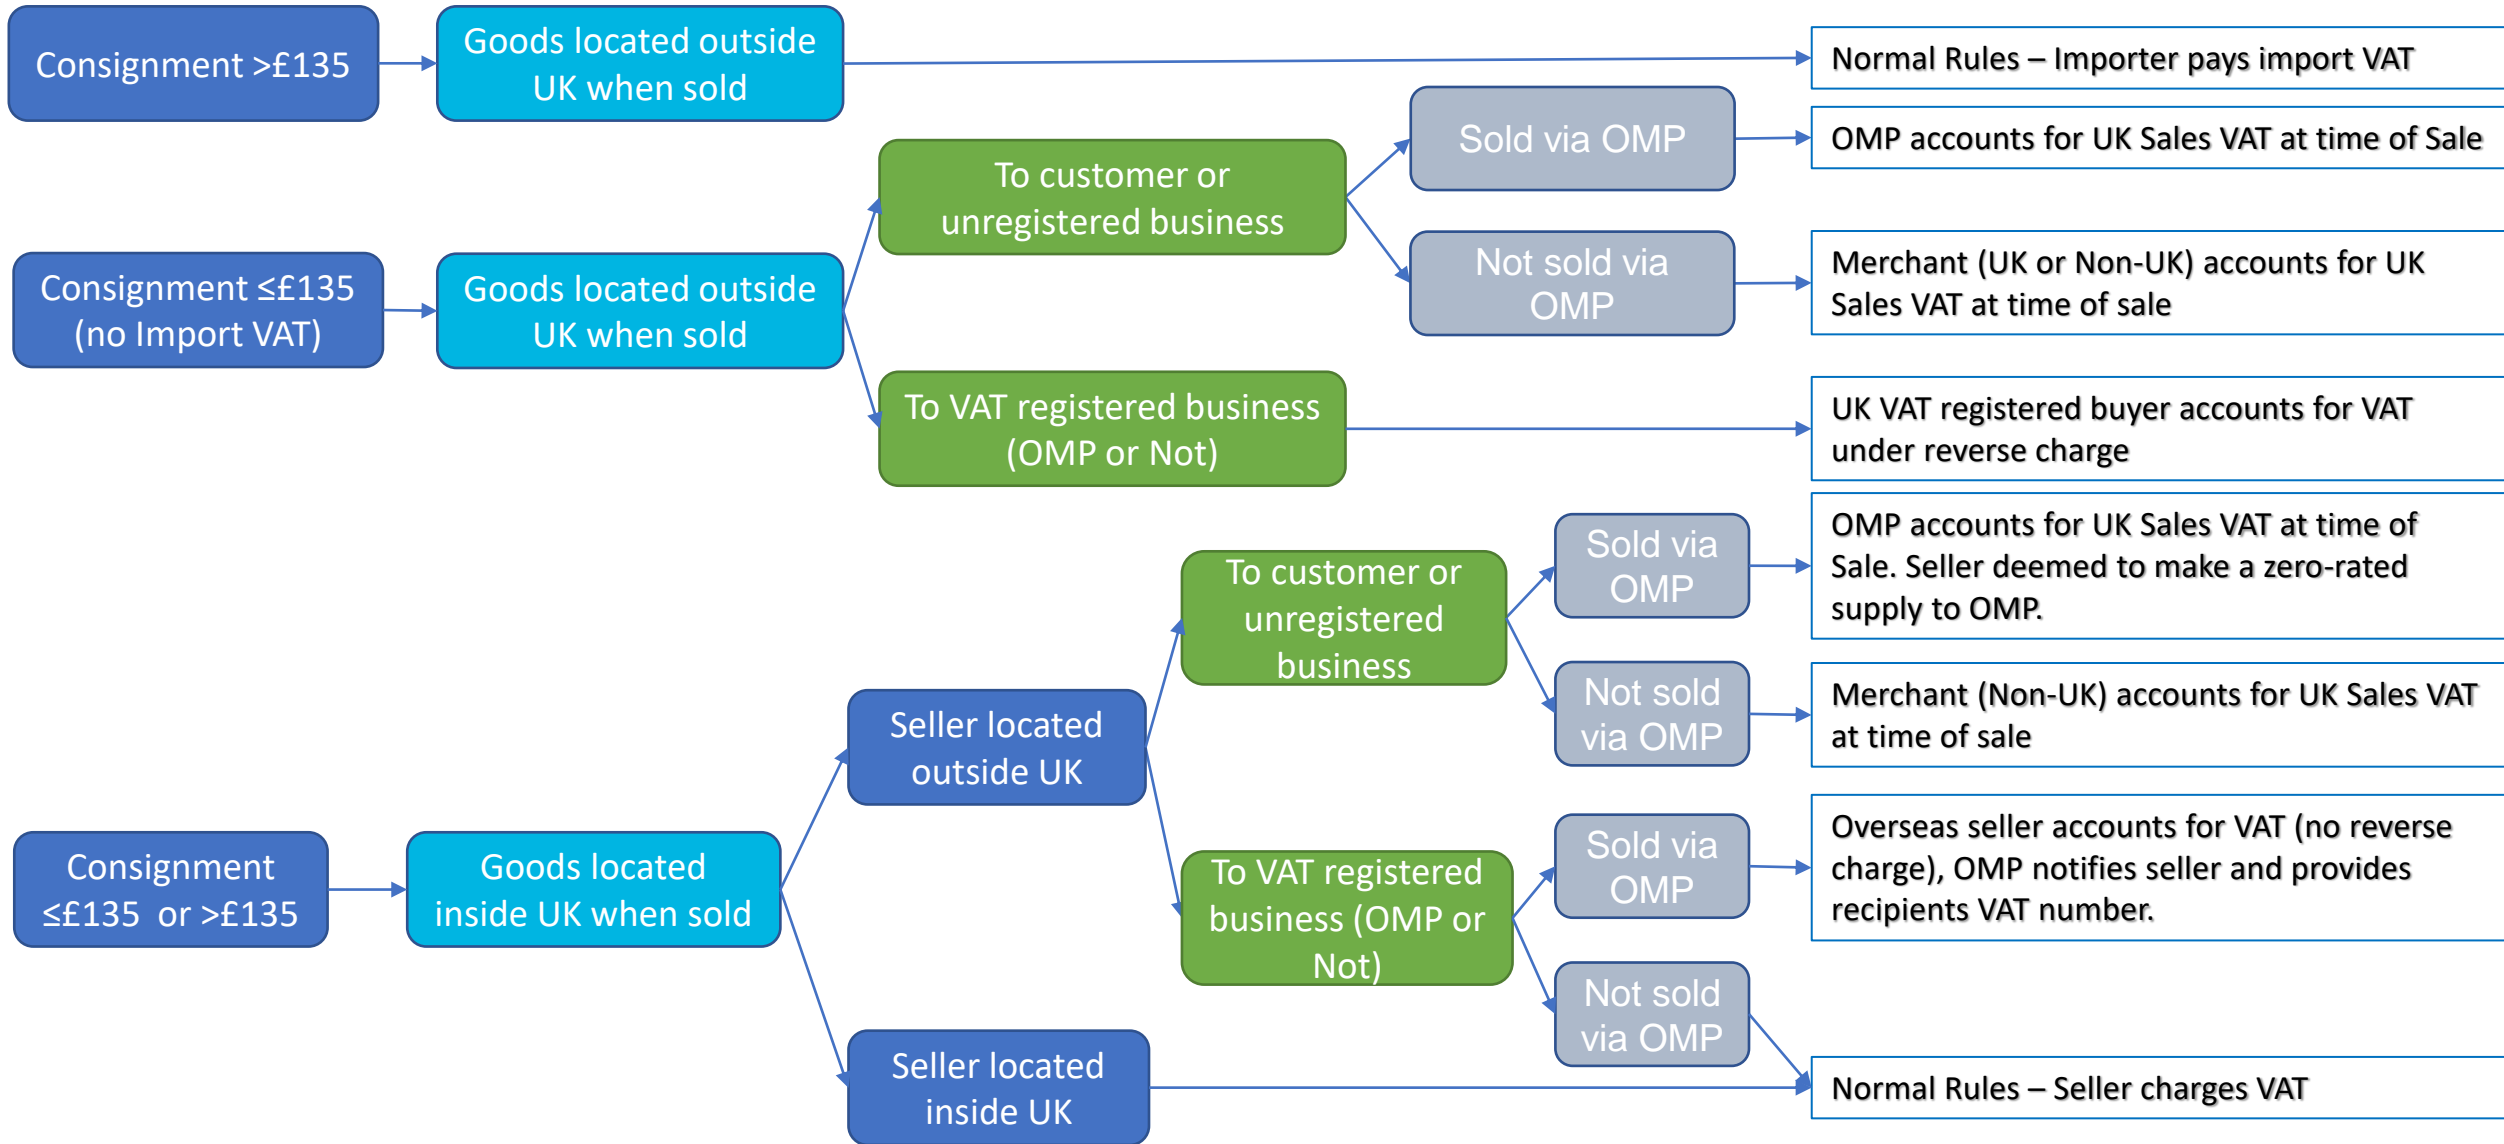 Consignment >£135
Goods located outside
UK when sold
Normal Rules – Importer pays import VAT
Consignment ≤£135
(no Import VAT)
Goods located outside
UK when sold
To customer or
unregistered business
Sold via OMP
OMP accounts for UK Sales VAT at time of Sale
Not sold via
OMP
Merchant (UK or Non-UK) accounts for UK
Sales VAT at time of sale
To VAT registered business
(OMP or Not)
UK VAT registered buyer accounts for VAT
under reverse charge
Consignment
≤£135 or >£135
Goods located
inside UK when sold
Seller located
outside UK
To customer or
unregistered
business
Sold via
OMP
OMP accounts for UK Sales VAT at time of
Sale. Seller deemed to make a zero-rated
supply to OMP.
Not sold
via OMP
Merchant (Non-UK) accounts for UK Sales VAT
at time of sale
To VAT registered
business (OMP or
Not)
Sold via
OMP
Overseas seller accounts for VAT (no reverse
charge), OMP notifies seller and provides
recipients VAT number.
Not sold
via OMP
Seller located
inside UK
Normal Rules – Seller charges VAT